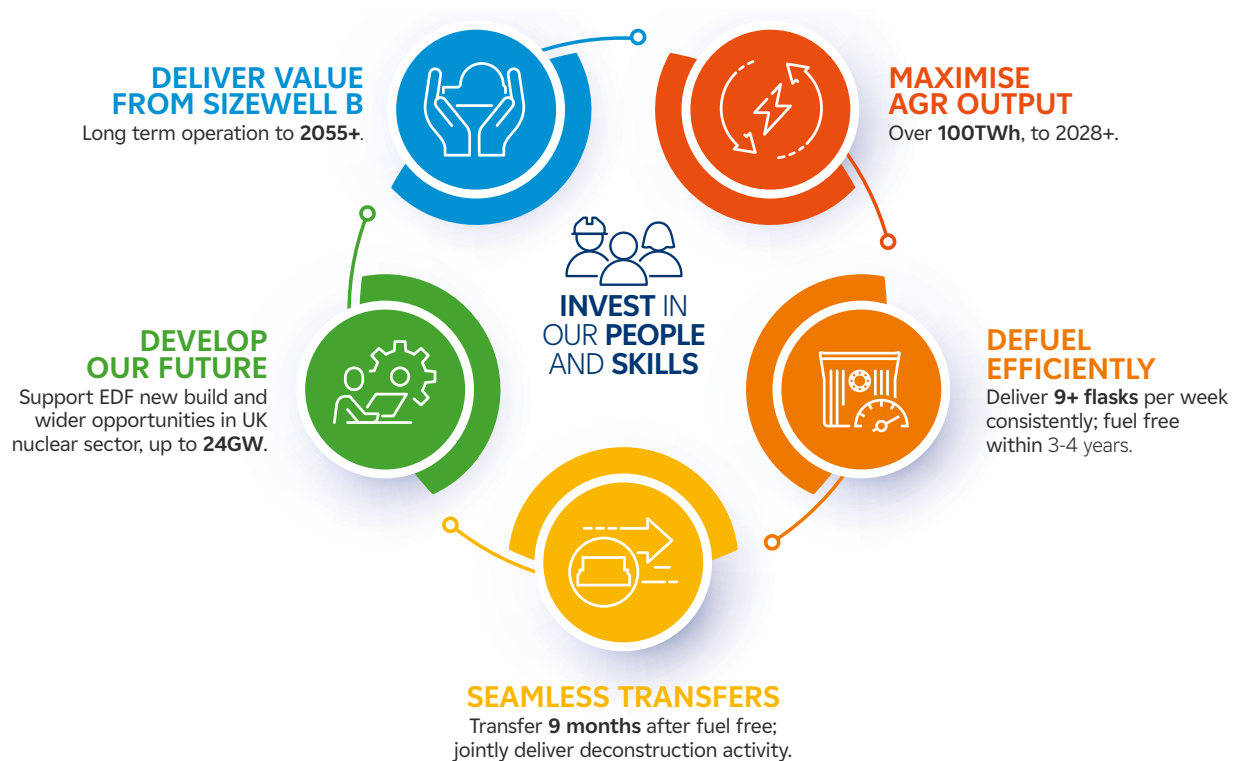 DELIVER VALUE
FROM SIZEWELL B
Long term operation to 2055+.
MAXIMISE
AGR OUTPUT
Over 100TWh, to 2028+.
INVEST IN
OUR PEOPLE
AND SKILLS
DEVELOP
OUR FUTURE
Support EDF new build and
wider opportunities in UK
nuclear sector, up to 24GW.
DEFUEL
EFFICIENTLY
Deliver 9+ flasks per week
consistently; fuel free
within 3-4 years.
SEAMLESS TRANSFERS
Transfer 9 months after fuel free;
jointly deliver deconstruction activity.